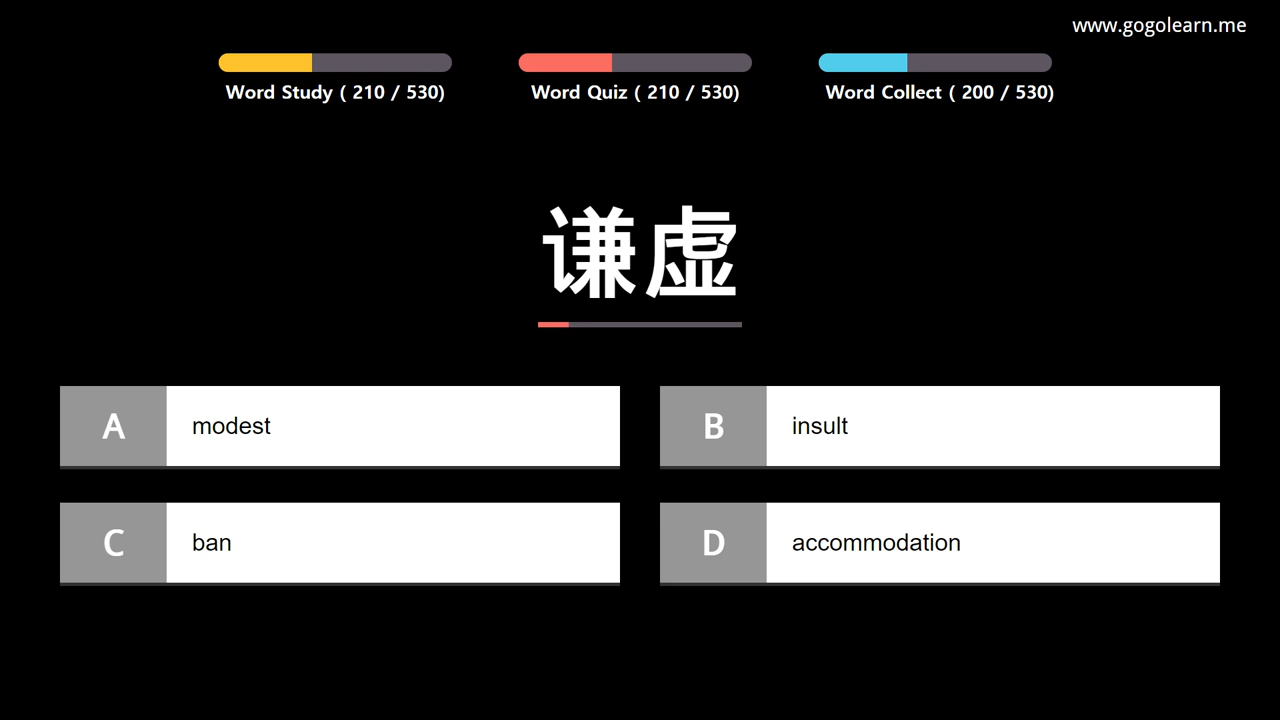 www.gogolearn.me
Word Study ( 210 / 530)
Word Quiz ( 210 / 530)
Word Collect ( 200 / 530)
谦虚
A modest
B insult
C ban
D accommodation